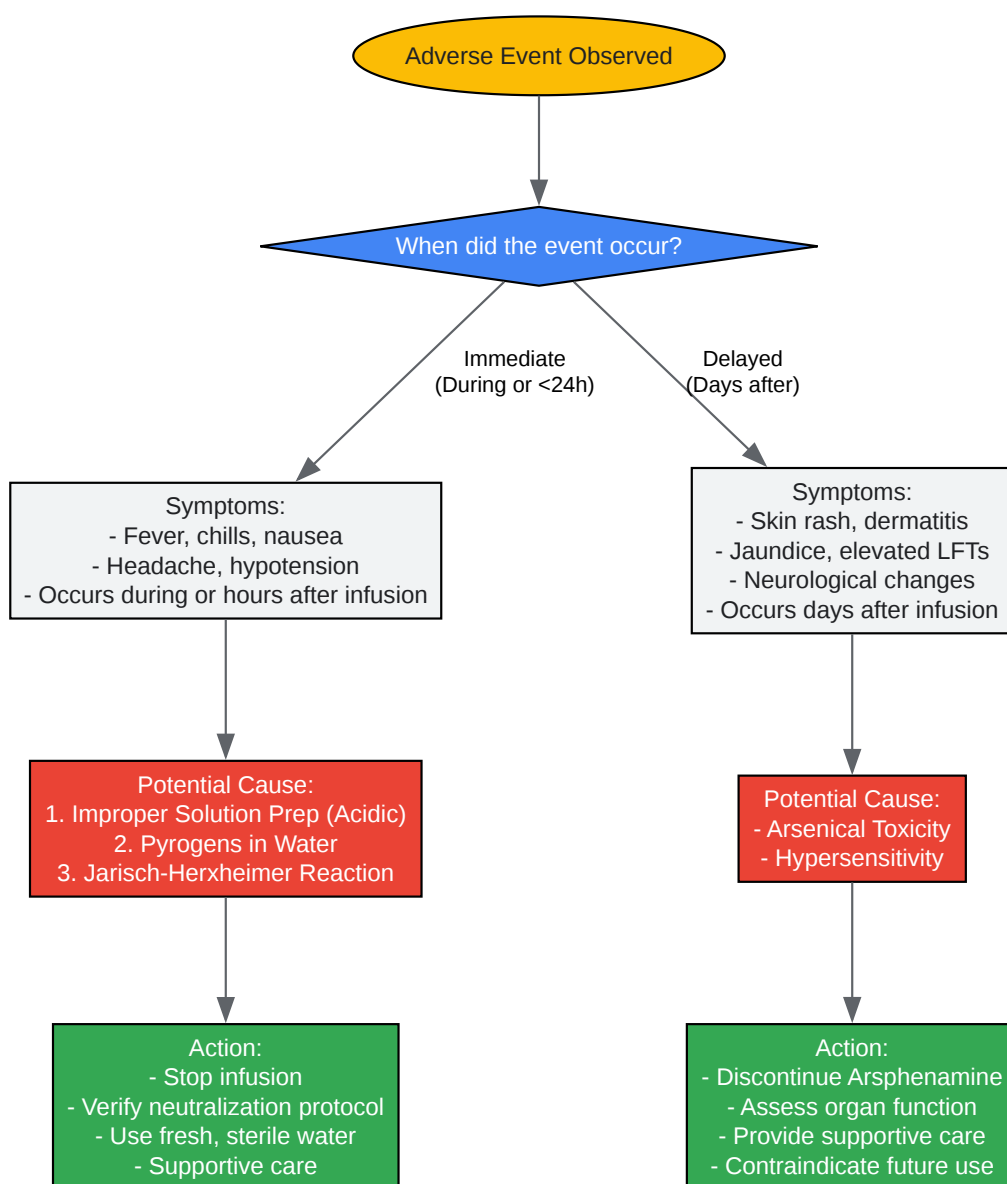 Adverse Event Observed
When did the event occur?
Immediate
(During or <24h)
Delayed
(Days after)
Symptoms:
- Fever, chills, nausea
- Headache, hypotension
- Occurs during or hours after infusion
Symptoms:
- Skin rash, dermatitis
- Jaundice, elevated LFTs
- Neurological changes
- Occurs days after infusion
Potential Cause:
1. Improper Solution Prep (Acidic)
2. Pyrogens in Water
3. Jarisch-Herxheimer Reaction
Potential Cause:
- Arsenical Toxicity
- Hypersensitivity
Action:
- Stop infusion
- Verify neutralization protocol
- Use fresh, sterile water
- Supportive care
Action:
- Discontinue Arsphenamine
- Assess organ function
- Provide supportive care
- Contraindicate future use